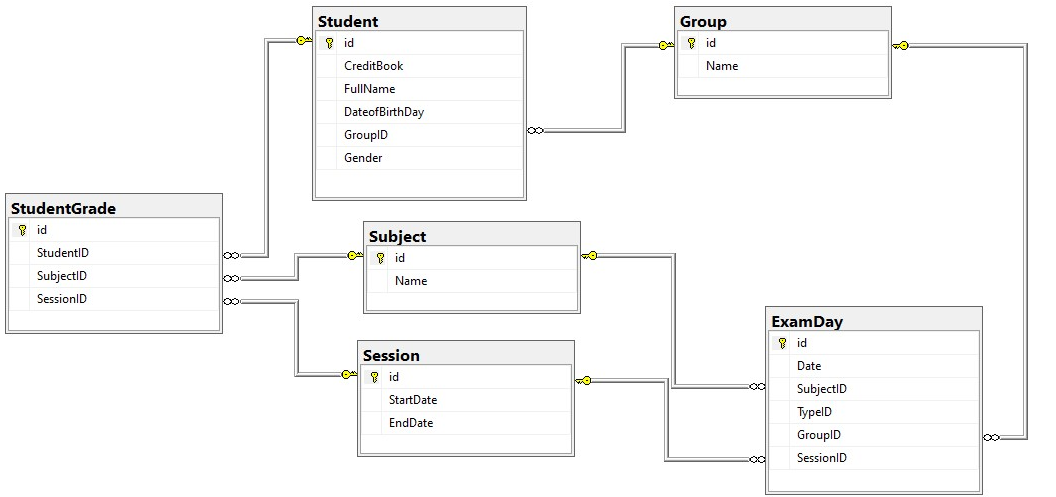 Student
id
CreditBook
FullName
DateofBirthDay
GroupID
Gender
Group
id
Name
StudentGrade
id
StudentID
SubjectID
SessionID
Subject
id
Name
Session
id
StartDate
EndDate
ExamDay
id
Date
SubjectID
TypeID
GroupID
SessionID